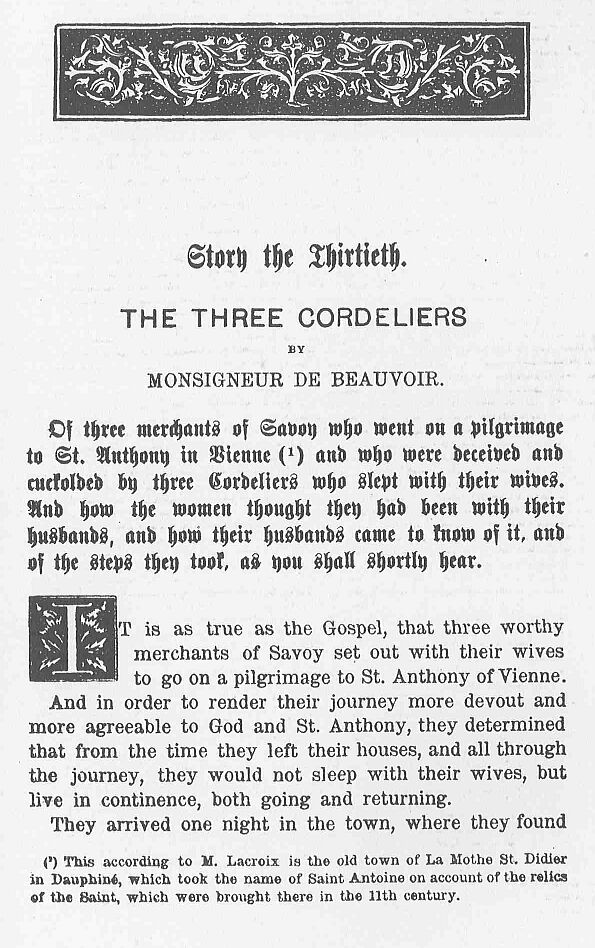 Story the Thirtieth.
THE THREE CORDELIERS
BY
MONSIGNEUR DE BEAUVOIR.
Of three merchants of Savoy who went on a pilgrimage
to St. Anthony in Vienne (¹) and who were deceived and
cuckolded by three Cordeliers who slept with their wives.
And how the women thought they had been with their
husbands, and how their husbands came to know of it, and
of the steps they took, as you shall shortly hear.
IT is as true as the Gospel, that three worthy
merchants of Savoy set out with their wives
to go on a pilgrimage to St. Anthony of Vienne.
And in order to render their journey more devout and
more agreeable to God and St. Anthony, they determined
that from the time they left their houses, and all through
the journey, they would not sleep with their wives, but
live in continence, both going and returning.
They arrived one night in the town, where they found
(¹) This according to M. Lacroix is the old town of La Mothe St. Didier
in Dauphiné, which took the name of Saint Antoine on account of the relics
of the Saint, which were brought there in the 11th century.